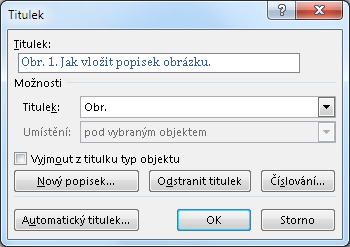 Titulek
Titulek:
Obr. 1. Jak vložit popisek obrázku.
Možnosti
Titulek: Obr.
Umístění: pod vybraným objektem
Vyjmout z titulku typ objektu
Nový popisek... Odstranit titulek Číslování...
Automatický titulek... OK Storno